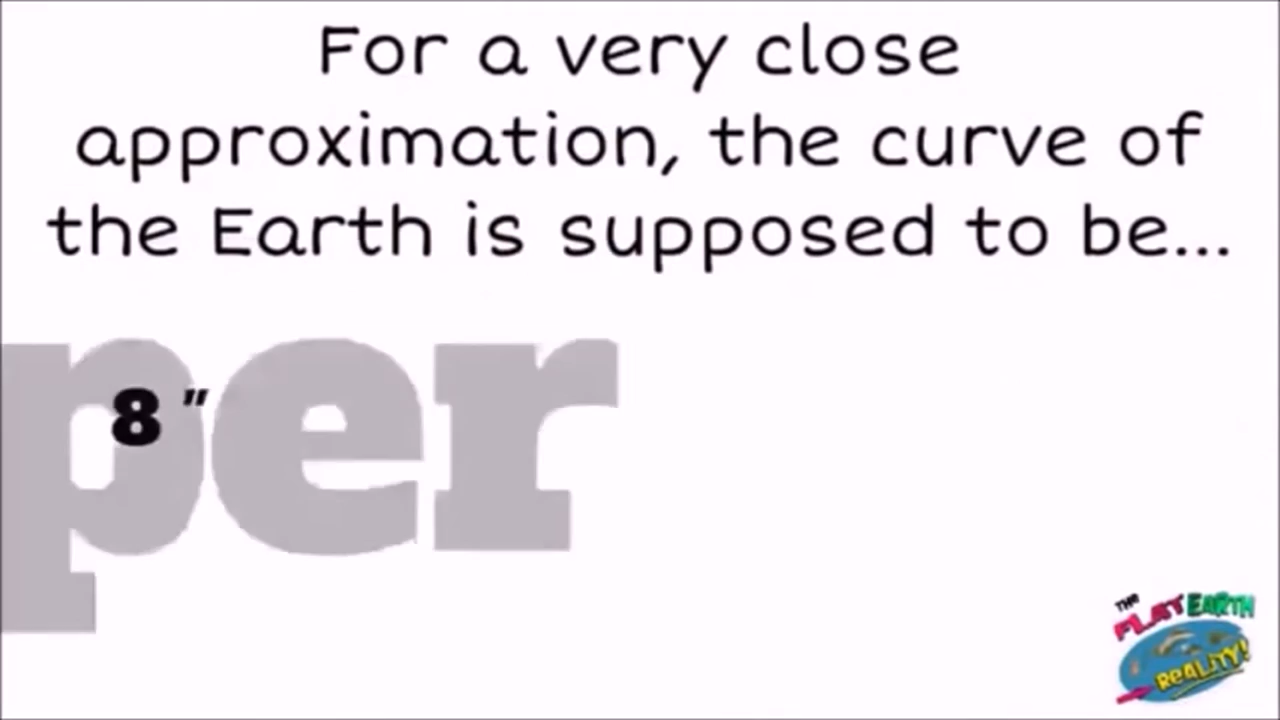 For a very close
approximation, the curve of
the Earth is supposed to be...
per
8 "
THE
FLAT EARTH
REALITY!